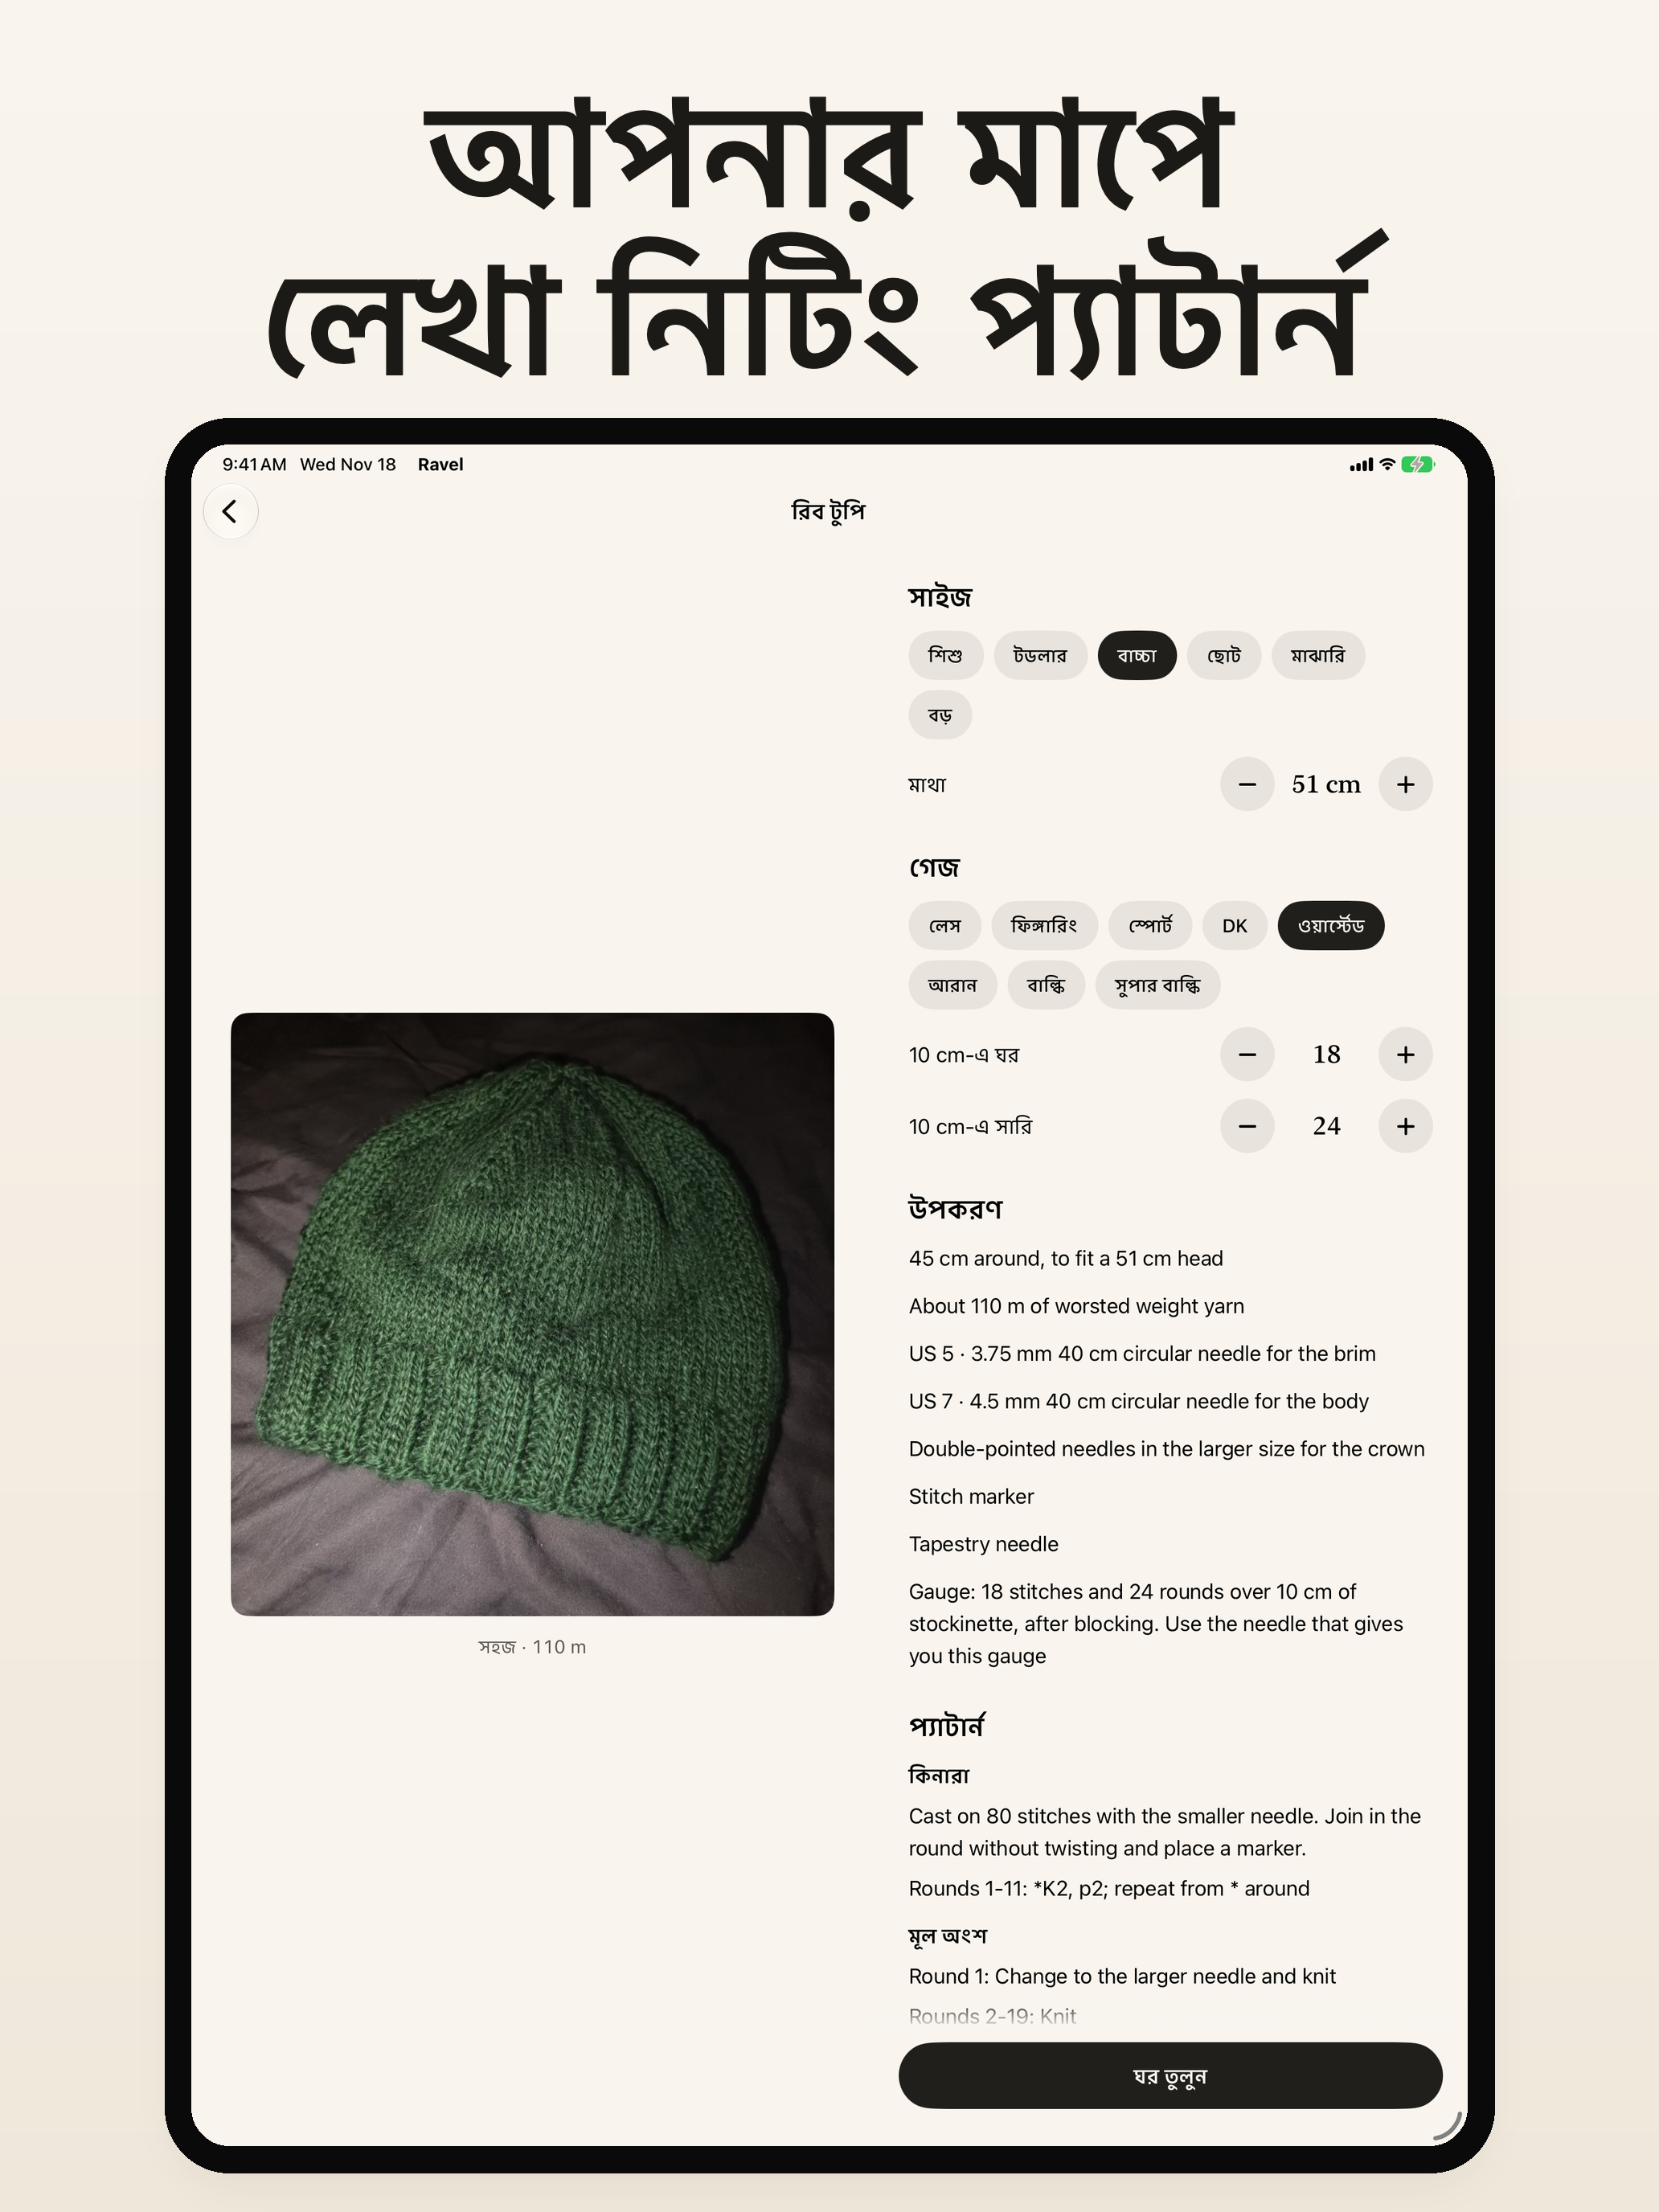 আপনার মাপে
লেখা নিটিং প্যাটার্ন
9:41 AM Wed Nov 18 Ravel
রিব টুপি
সাইজ
শিশু টডলার বাচ্চা ছোট মাঝারি
বড়
মাথা 51 cm
গেজ
লেস ফিঙ্গারিং স্পোর্ট DK ওয়ার্স্টেড
আরান বাল্কি সুপার বাল্কি
10 cm-এ ঘর 18
10 cm-এ সারি 24
উপকরণ
45 cm around, to fit a 51 cm head
About 110 m of worsted weight yarn
US 5 · 3.75 mm 40 cm circular needle for the brim
US 7 · 4.5 mm 40 cm circular needle for the body
Double-pointed needles in the larger size for the crown
Stitch marker
Tapestry needle
Gauge: 18 stitches and 24 rounds over 10 cm of
stockinette, after blocking. Use the needle that gives
you this gauge
সহজ · 110 m
প্যাটার্ন
কিনারা
Cast on 80 stitches with the smaller needle. Join in the
round without twisting and place a marker.
Rounds 1-11: *K2, p2; repeat from * around
মূল অংশ
Round 1: Change to the larger needle and knit
Rounds 2-19: Knit
ঘর তুলুন